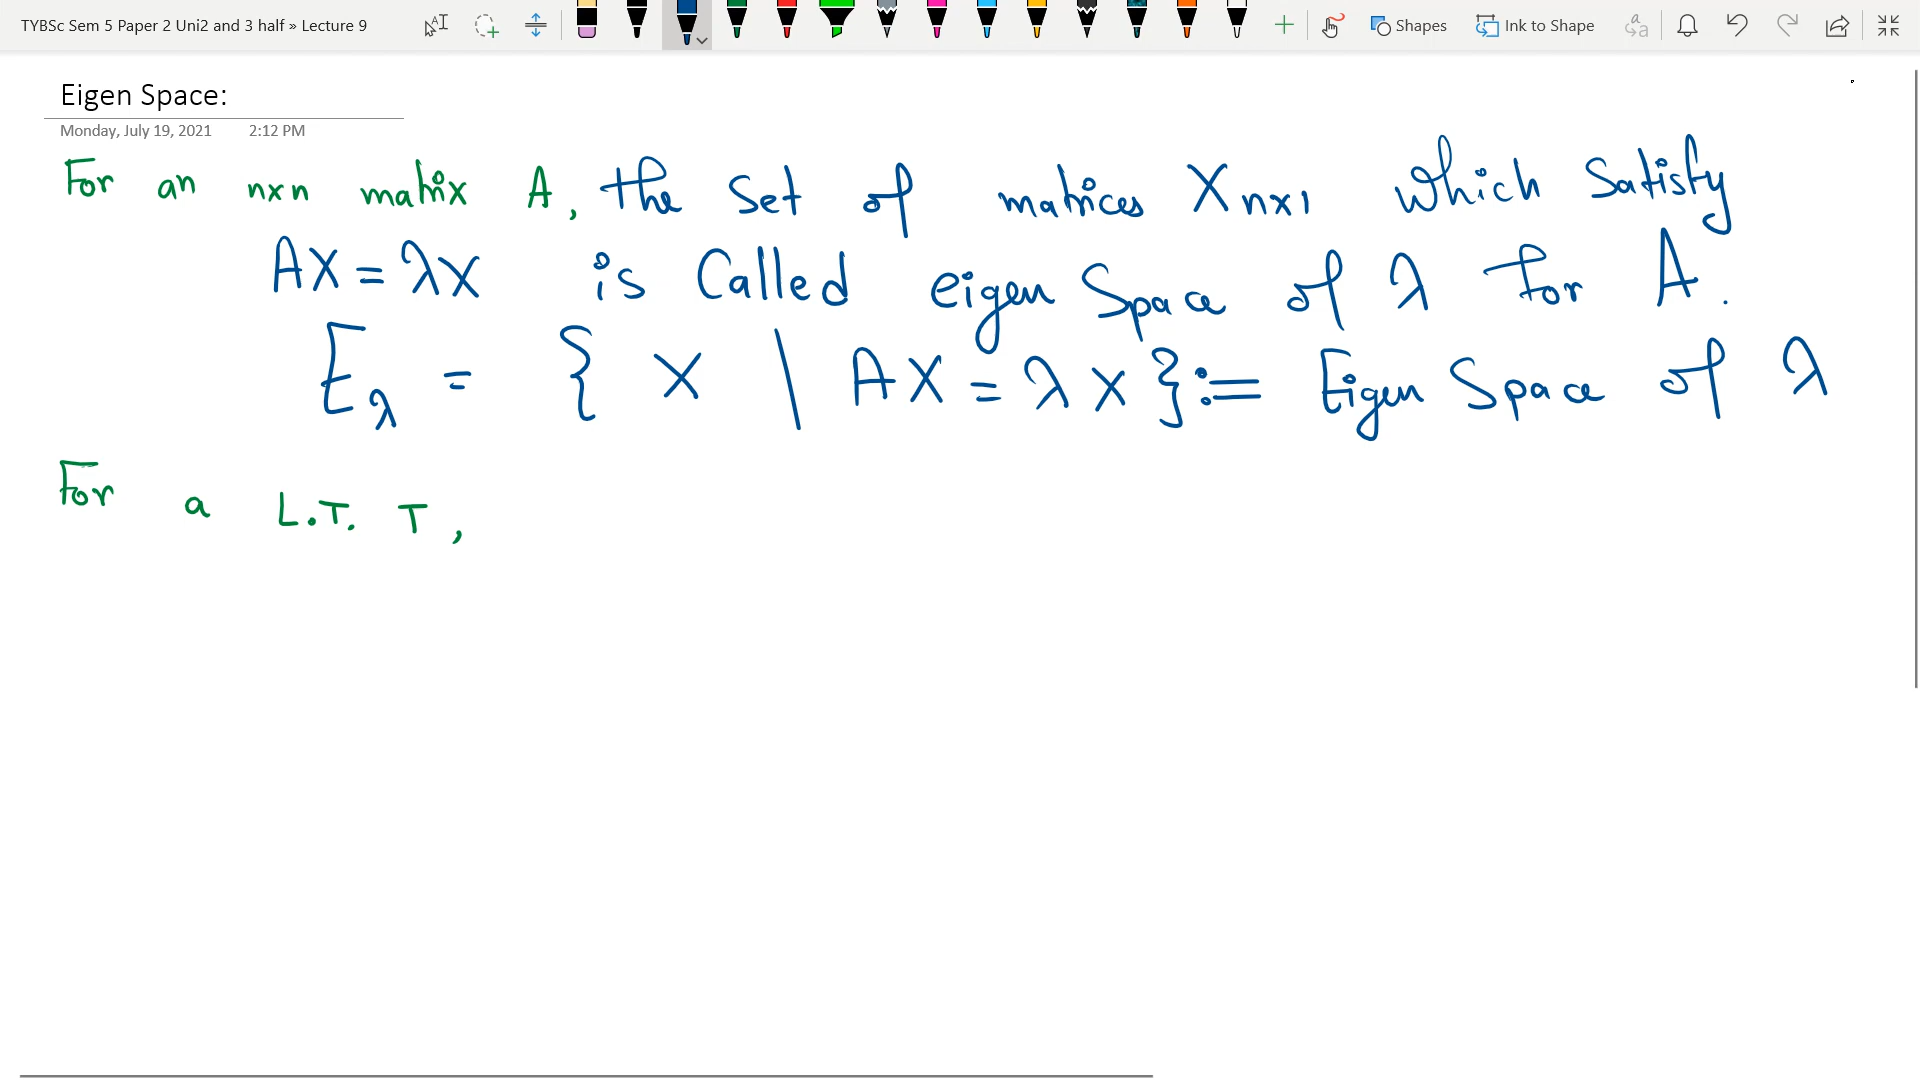 TYBSc Sem 5 Paper 2 Uni2 and 3 half » Lecture 9 Shapes Ink to Shape
Eigen Space:
Monday, July 19, 2021 2:12 PM
For an nxn matrix A, the Set of matrices Xnx1 which Satisfy
AX = λX is Called eigen Space of λ for A.
Eλ = { X | AX = λX } := Eigen Space of λ
For a L.T. T,